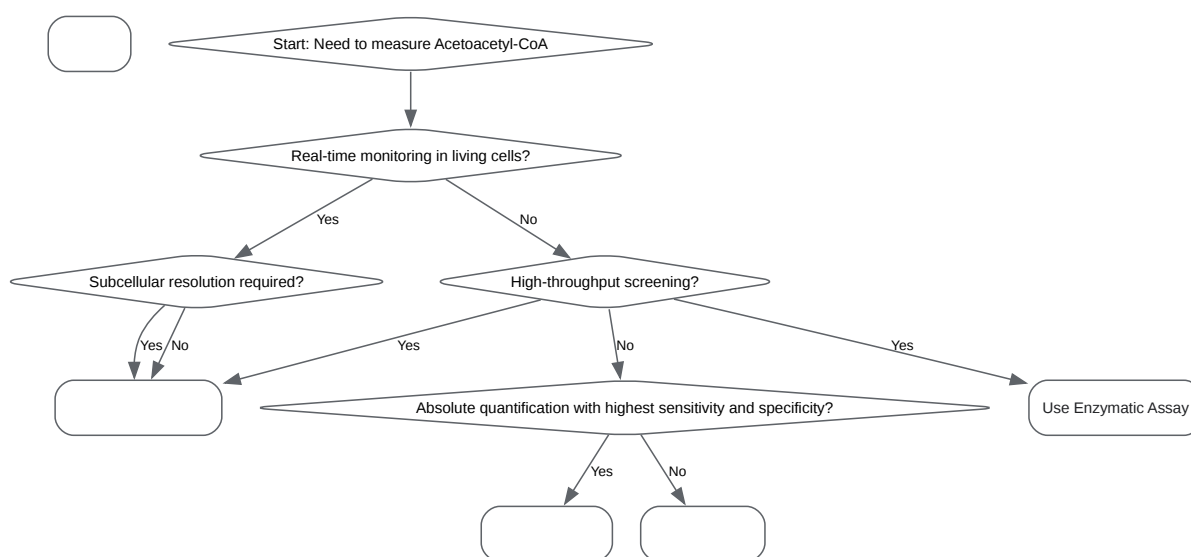 Start: Need to measure Acetoacetyl-CoA
Real-time monitoring in living cells?
Yes
No
Subcellular resolution required?
High-throughput screening?
Yes
No
Yes
No
Yes
Absolute quantification with highest sensitivity and specificity?
Use Enzymatic Assay
Yes
No